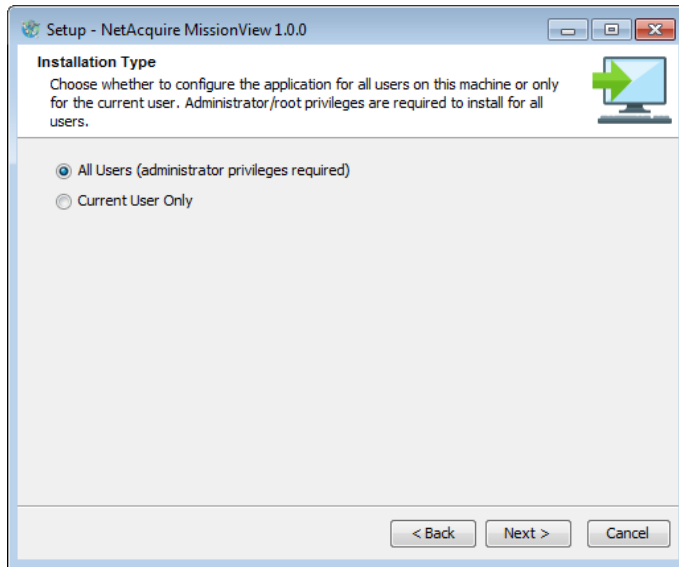 Setup - NetAcquire MissionView 1.0.0
Installation Type
Choose whether to configure the application for all users on this machine or only
for the current user. Administrator/root privileges are required to install for all
users.
All Users (administrator privileges required)
Current User Only
< Back Next > Cancel